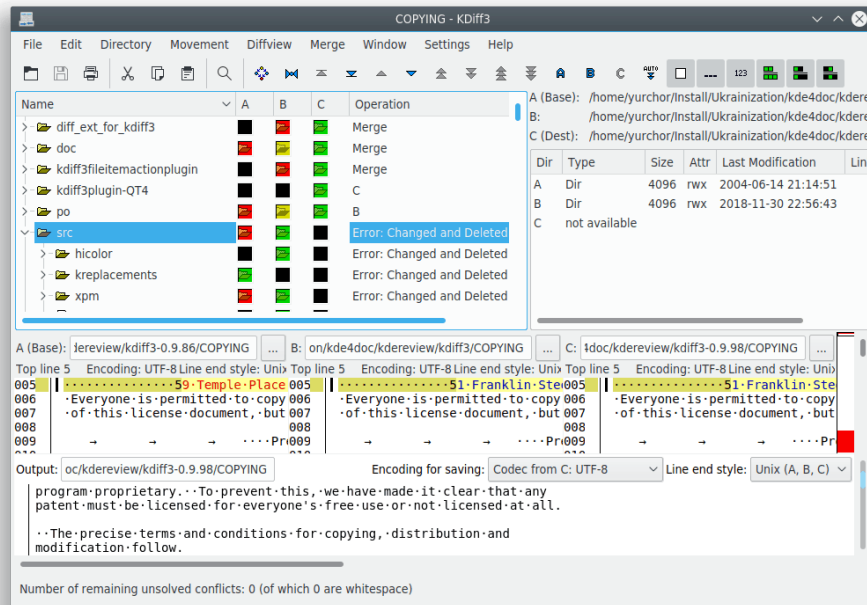 COPYING - KDiff3
File Edit Directory Movement Diffview Merge Window Settings Help
A B C AUTO 123
Name A B C Operation
diff_ext_for_kdiff3 Merge
doc Merge
kdiff3fileitemactionplugin Merge
kdiff3plugin-QT4 C
po B
src Error: Changed and Deleted
hicolor Error: Changed and Deleted
kreplacements Error: Changed and Deleted
xpm Error: Changed and Deleted
A (Base): /home/yurchor/Install/Ukrainization/kde4doc/kdere
B: /home/yurchor/Install/Ukrainization/kde4doc/kdere
C (Dest): /home/yurchor/Install/Ukrainization/kde4doc/kdere
Dir Type Size Attr Last Modification Lin
A Dir 4096 rwx 2004-06-14 21:14:51
B Dir 4096 rwx 2018-11-30 22:56:43
C not available
A (Base): dereview/kdiff3-0.9.86/COPYING ... B: on/kde4doc/kdereview/kdiff3/COPYING ... C: 4doc/kdereview/kdiff3-0.9.98/COPYING ...
Top line 5 Encoding: UTF-8 Line end style: Unix Top line 5 Encoding: UTF-8 Line end style: Unix Top line 5 Encoding: UTF-8 Line end style: Unix
005 ··············59·Temple·Place 005 ··············51·Franklin·Stre 005 ··············51·Franklin·Stre
006 ·Everyone·is·permitted·to·copy 006 ·Everyone·is·permitted·to·copy 006 ·Everyone·is·permitted·to·copy
007 ·of·this·license·document,·but 007 ·of·this·license·document,·but 007 ·of·this·license·document,·but
008 008 008
009 → → → ····Pre 009 → → → ····Pre 009 → → → ····Pre
Output: oc/kdereview/kdiff3-0.9.98/COPYING Encoding for saving: Codec from C: UTF-8 Line end style: Unix (A, B, C)
program·proprietary.··To·prevent·this,·we·have·made·it·clear·that·any
patent·must·be·licensed·for·everyone's·free·use·or·not·licensed·at·all.
··The·precise·terms·and·conditions·for·copying,·distribution·and
modification·follow.
Number of remaining unsolved conflicts: 0 (of which 0 are whitespace)